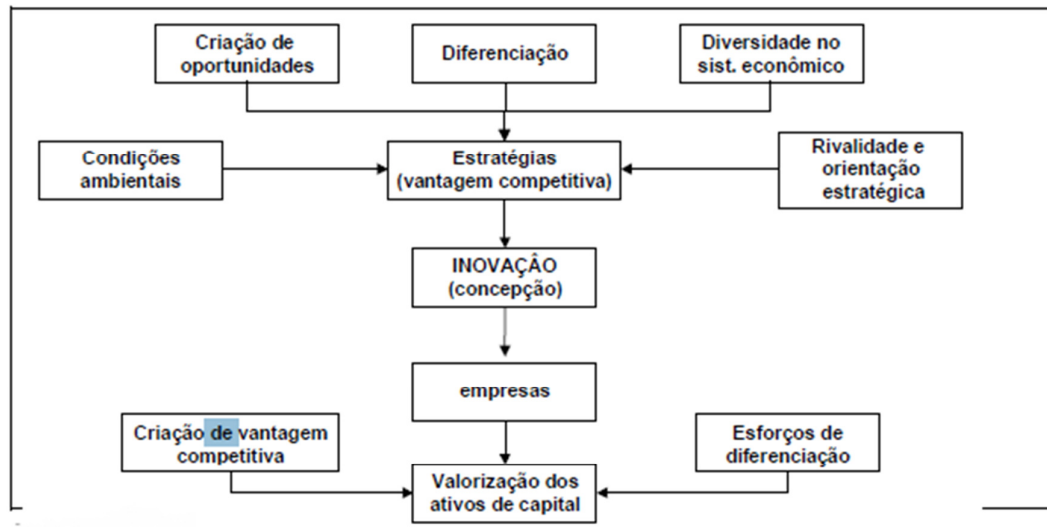 Criação de
oportunidades
Diferenciação
Diversidade no
sist. econômico
Condições
ambientais
Estratégias
(vantagem competitiva)
Rivalidade e
orientação
estratégica
INOVAÇÂO
(concepção)
empresas
Criação de vantagem
competitiva
Esforços de
diferenciação
Valorização dos
ativos de capital